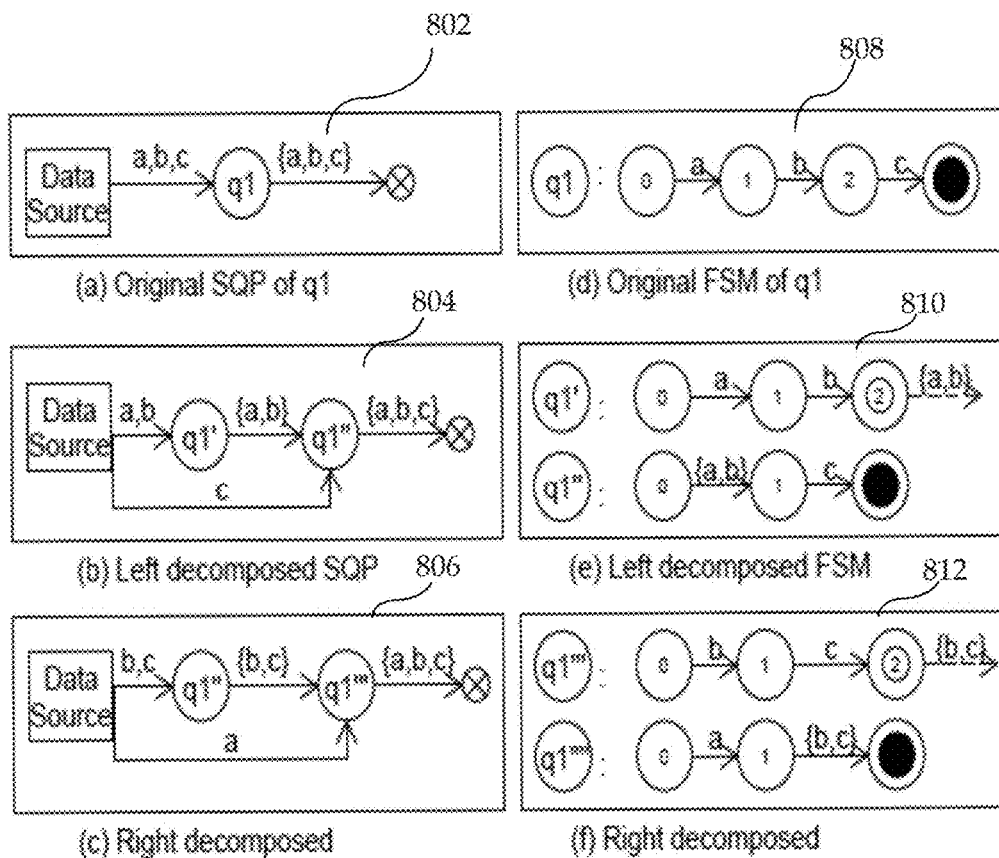 802
808
Data
Source
a,b,c
q1
{a,b,c}
q1 :
0
a
1
b
2
c
(a) Original SQP of q1
(d) Original FSM of q1
804
810
Data
Source
a,b
q1'
{a,b}
q1"
{a,b,c}
c
q1' :
0
a
1
b
2
{a,b}
q1" :
0
{a,b}
1
c
(b) Left decomposed SQP
(e) Left decomposed FSM
806
812
Data
Source
b,c
q1"
{b,c}
q1'"
{a,b,c}
a
q1'" :
0
b
1
c
2
{b,c}
q1"" :
0
a
1
{b,c}
(c) Right decomposed
(f) Right decomposed